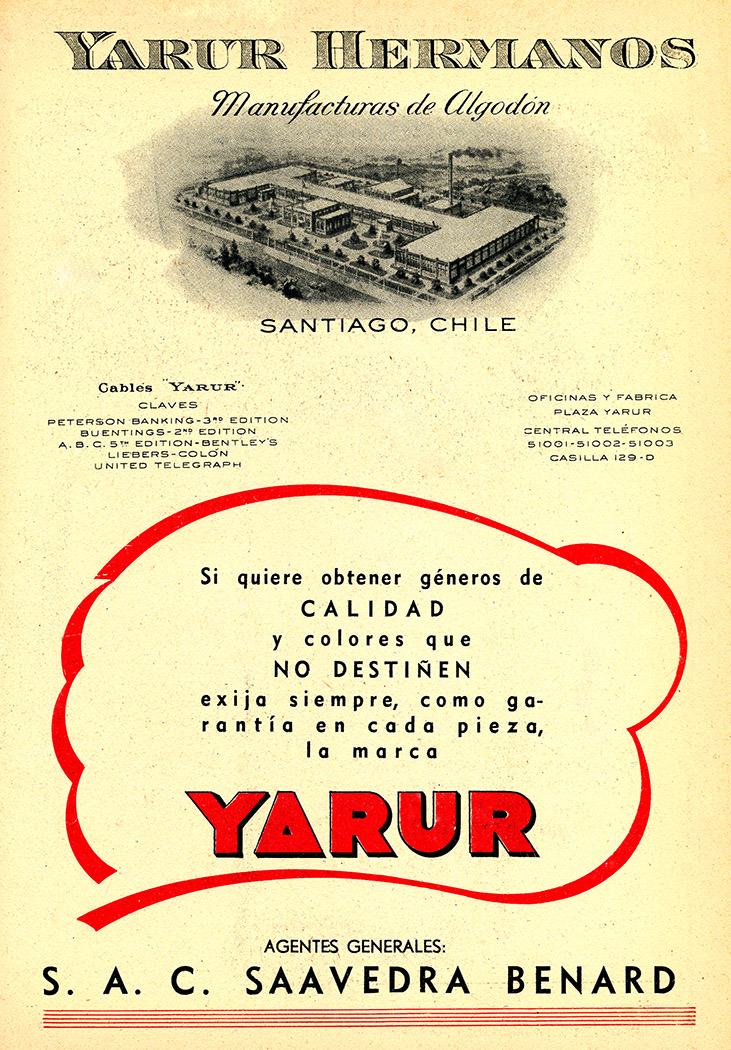 YARUR HERMANOS
Manufacturas de Algodón
SANTIAGO, CHILE
Cables "YARUR"
CLAVES
PETERSON BANKING-3RD EDITION
BUENTINGS-2ND EDITION
A.B.C. 5TH EDITION-BENTLEY'S
LIEBERS-COLÓN
UNITED TELEGRAPH
OFICINAS Y FABRICA
PLAZA YARUR
CENTRAL TELÉFONOS
51001-51002-51003
CASILLA 129-D
Si quiere obtener géneros de
CALIDAD
y colores que
NO DESTIÑEN
exija siempre, como ga-
rantía en cada pieza,
la marca
YARUR
AGENTES GENERALES:
S. A. C. SAAVEDRA BENARD